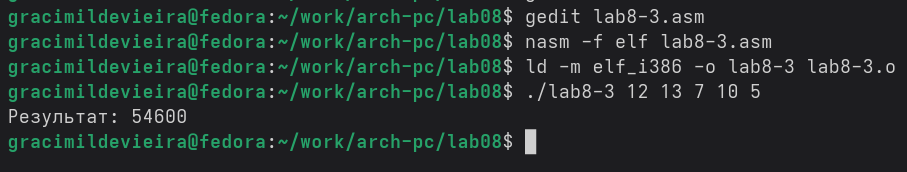 gracimildevieira@fedora:~/work/arch-pc/lab08$ gedit lab8-3.asm
gracimildevieira@fedora:~/work/arch-pc/lab08$ nasm -f elf lab8-3.asm
gracimildevieira@fedora:~/work/arch-pc/lab08$ ld -m elf_i386 -o lab8-3 lab8-3.o
gracimildevieira@fedora:~/work/arch-pc/lab08$ ./lab8-3 12 13 7 10 5
Результат: 54600
gracimildevieira@fedora:~/work/arch-pc/lab08$